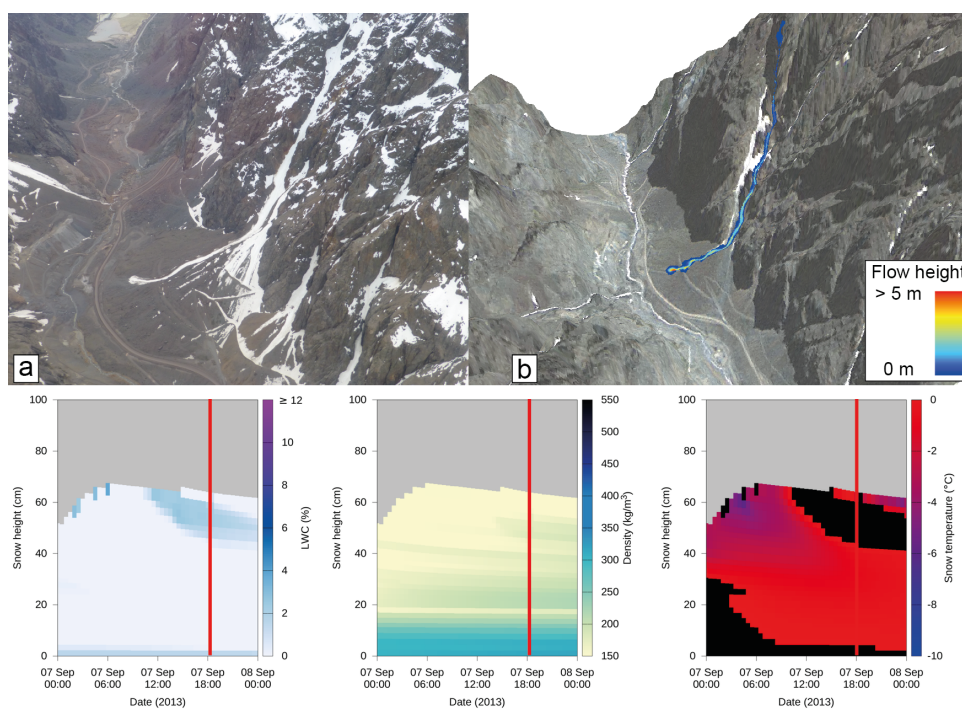 a
b
Flow height
> 5 m
0 m
100
80
60
40
20
0
Snow height (cm)
07 Sep
00:00
07 Sep
06:00
07 Sep
12:00
07 Sep
18:00
08 Sep
00:00
Date (2013)
≥ 12
10
8
6
4
2
0
LWC (%)
100
80
60
40
20
0
Snow height (cm)
07 Sep
00:00
07 Sep
06:00
07 Sep
12:00
07 Sep
18:00
08 Sep
00:00
Date (2013)
550
500
450
400
350
300
250
200
150
Density (kg/m³)
100
80
60
40
20
0
Snow height (cm)
07 Sep
00:00
07 Sep
06:00
07 Sep
12:00
07 Sep
18:00
08 Sep
00:00
Date (2013)
0
-2
-4
-6
-8
-10
Snow temperature (°C)